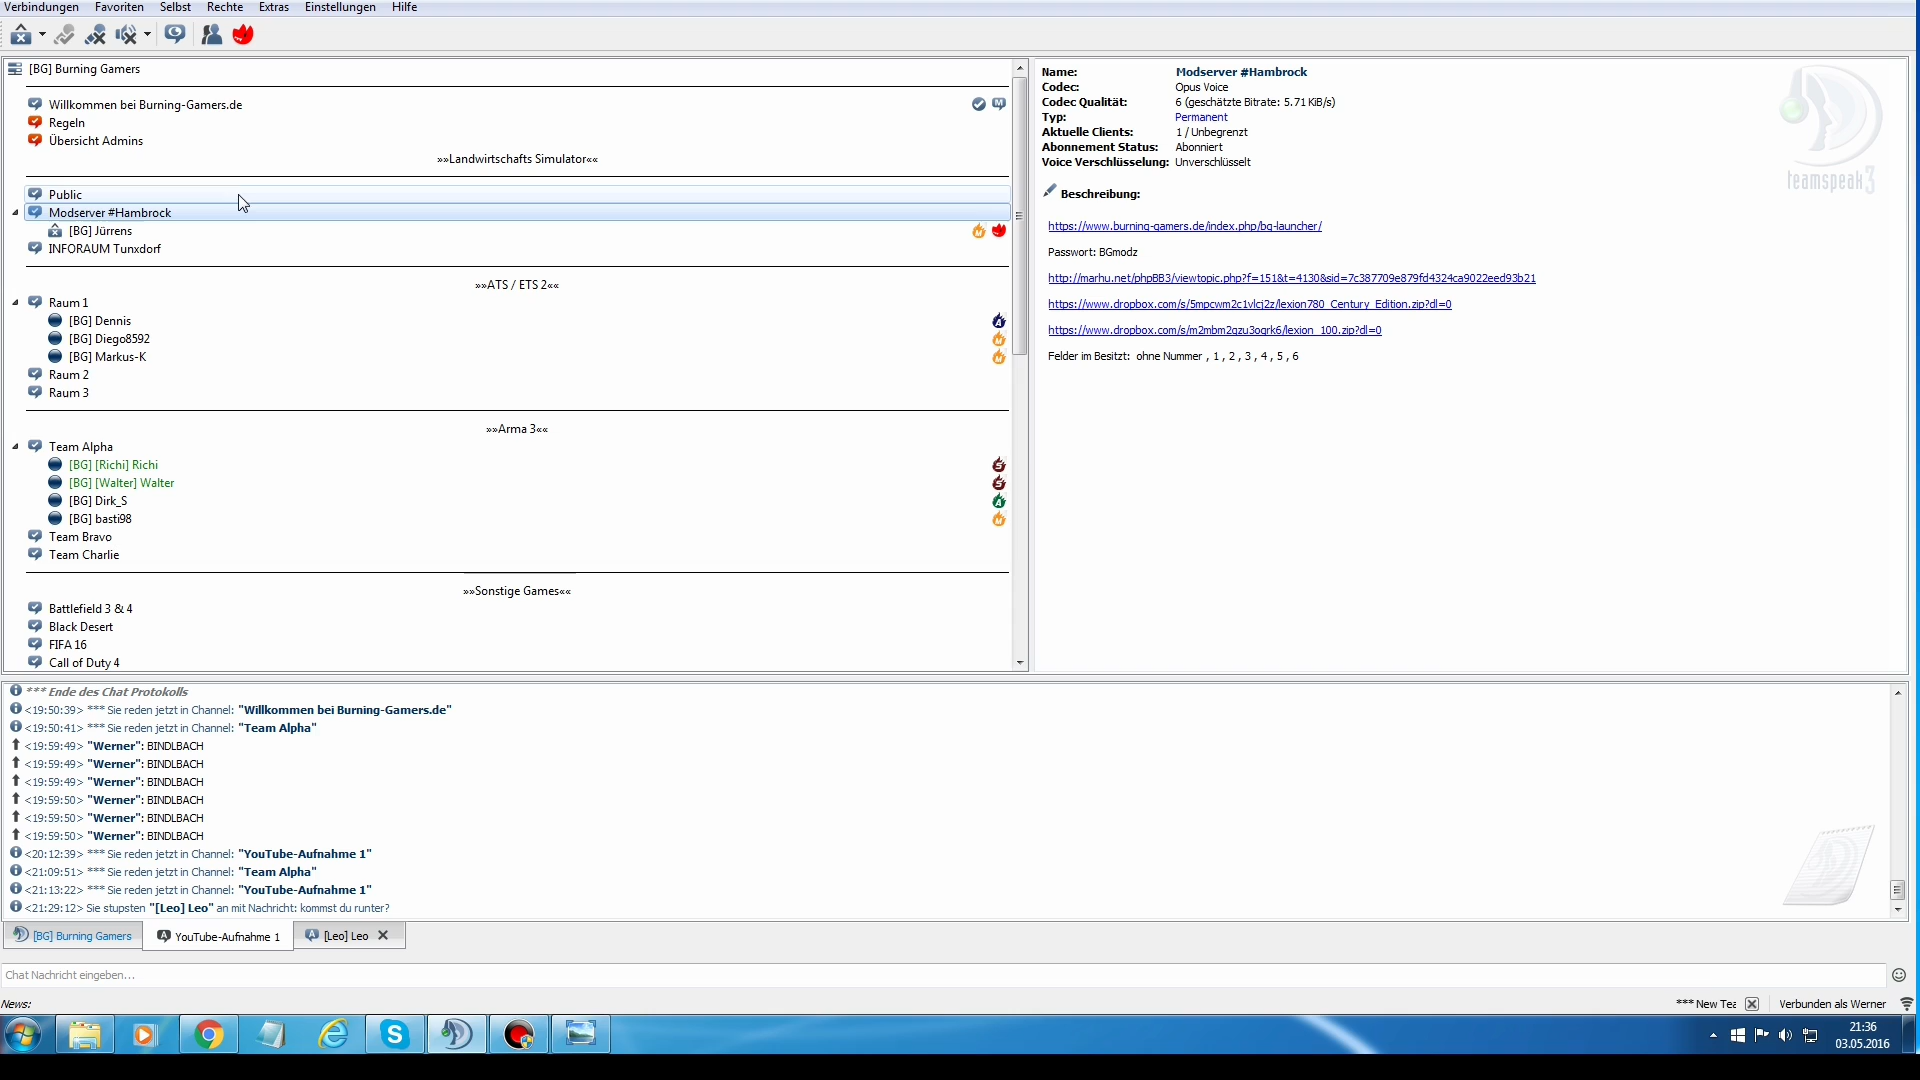 Verbindungen Favoriten Selbst Rechte Extras Einstellungen Hilfe
[BG] Burning Gamers
Willkommen bei Burning-Gamers.de
Regeln
Übersicht Admins
»»Landwirtschafts Simulator««
Public
Modserver #Hambrock
[BG] Jürrens
INFORAUM Tunxdorf
»»ATS / ETS 2««
Raum 1
[BG] Dennis
[BG] Diego8592
[BG] Markus-K
Raum 2
Raum 3
»»Arma 3««
Team Alpha
[BG] [Richi] Richi
[BG] [Walter] Walter
[BG] Dirk_S
[BG] basti98
Team Bravo
Team Charlie
»»Sonstige Games««
Battlefield 3 & 4
Black Desert
FIFA 16
Call of Duty 4
Name: Modserver #Hambrock
Codec: Opus Voice
Codec Qualität: 6 (geschätzte Bitrate: 5.71 KiB/s)
Typ: Permanent
Aktuelle Clients: 1 / Unbegrenzt
Abonnement Status: Abonniert
Voice Verschlüsselung: Unverschlüsselt
teamspeak3
Beschreibung:
https://www.burning-gamers.de/index.php/bg-launcher/
Passwort: BGmodz
http://marhu.net/phpBB3/viewtopic.php?f=151&t=4130&sid=7c387709e879fd4324ca9022eed93b21
https://www.dropbox.com/s/5mpcwm2c1vlcj2z/lexion780_Century_Edition.zip?dl=0
https://www.dropbox.com/s/m2mbm2gzu3ogrk6/lexion_100.zip?dl=0
Felder im Besitzt: ohne Nummer , 1 , 2 , 3 , 4 , 5 , 6
*** Ende des Chat Protokolls
<19:50:39> *** Sie reden jetzt in Channel: "Willkommen bei Burning-Gamers.de"
<19:50:41> *** Sie reden jetzt in Channel: "Team Alpha"
<19:59:49> "Werner": BINDLBACH
<19:59:49> "Werner": BINDLBACH
<19:59:49> "Werner": BINDLBACH
<19:59:50> "Werner": BINDLBACH
<19:59:50> "Werner": BINDLBACH
<19:59:50> "Werner": BINDLBACH
<20:12:39> *** Sie reden jetzt in Channel: "YouTube-Aufnahme 1"
<21:09:51> *** Sie reden jetzt in Channel: "Team Alpha"
<21:13:22> *** Sie reden jetzt in Channel: "YouTube-Aufnahme 1"
<21:29:12> Sie stupsten "[Leo] Leo" an mit Nachricht: kommst du runter?
[BG] Burning Gamers YouTube-Aufnahme 1 [Leo] Leo
Chat Nachricht eingeben...
News: *** New Tea Verbunden als Werner
21:36
03.05.2016